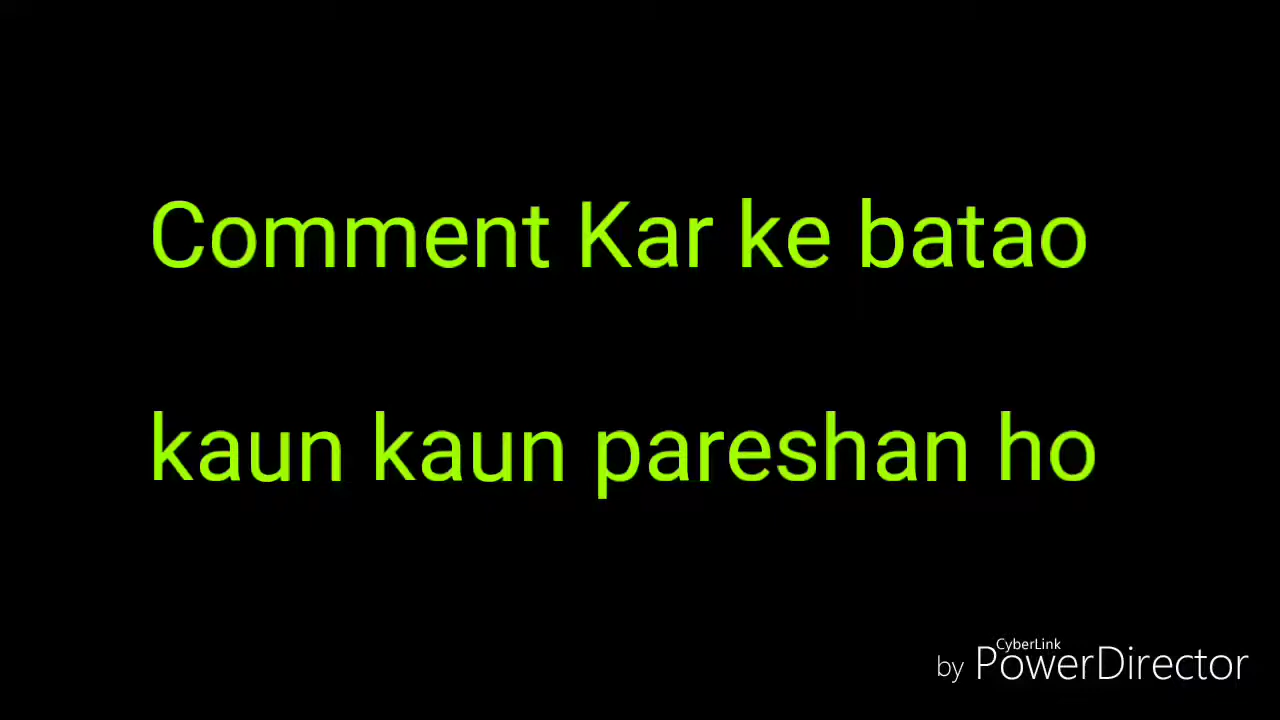 Comment Kar ke batao
kaun kaun pareshan ho
CyberLink
by PowerDirector